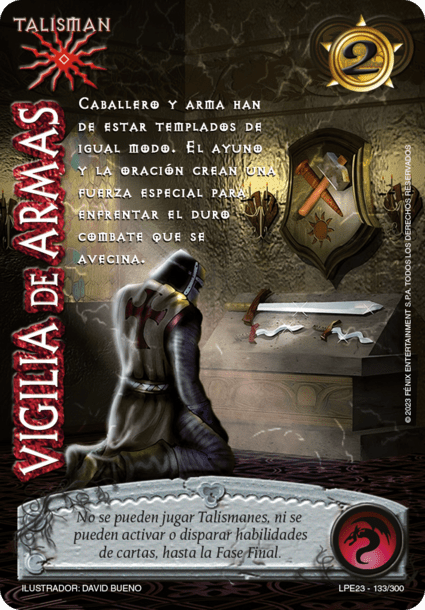 TALISMAN
2
CABALLERO Y ARMA HAN
DE ESTAR TEMPLADOS DE
IGUAL MODO. EL AYUNO
Y LA ORACIÓN CREAN UNA
FUERZA ESPECIAL PARA
ENFRENTAR EL DURO
COMBATE QUE SE
AVECINA.
VIGILIA DE ARMAS
© 2023 FÉNIX ENTERTAINMENT S.P.A. TODOS LOS DERECHOS RESERVADOS
No se pueden jugar Talismanes, ni se
pueden activar o disparar habilidades
de cartas, hasta la Fase Final.
ILUSTRADOR: DAVID BUENO
LPE23 - 133/300